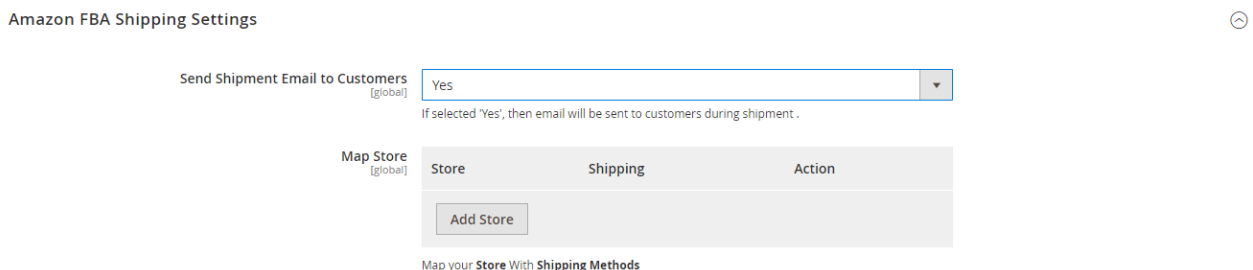 Amazon FBA Shipping Settings
Send Shipment Email to Customers
[global]
Yes
If selected 'Yes', then email will be sent to customers during shipment .
Map Store
[global]
Store Shipping Action
Add Store
Map your Store With Shipping Methods